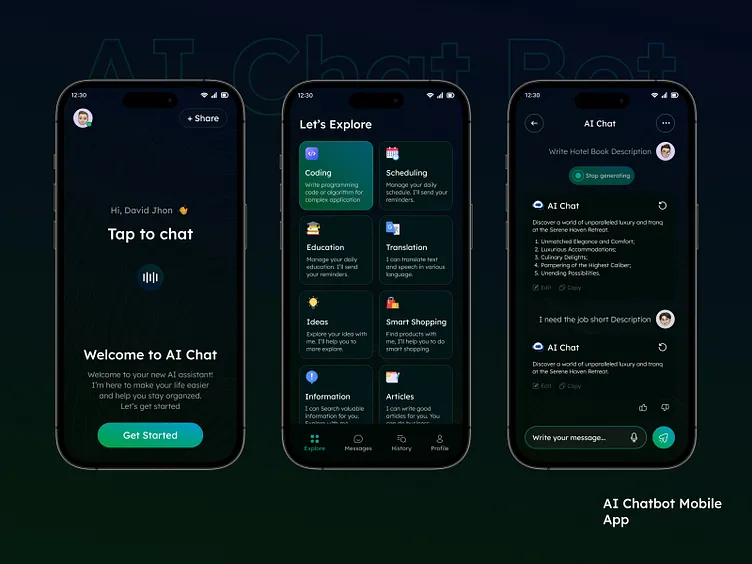 AI Chat Bot
12:30
+ Share
Hi, David Jhon
Tap to chat
Welcome to AI Chat
Welcome to your new AI assistant!
I'm here to make your life easier
and help you stay organzed.
Let's get started
Get Started
12:30
Let's Explore
Coding
Write programming
code or algorithm for
complex application
Scheduling
Manage your daily
schedule. I'll send your
reminders.
Education
Manage your daily
education. I'll send
your reminders.
Translation
I can translate text
and speech in various
language.
Ideas
Explore your idea with
me. I'll help you to
more explore.
Smart Shopping
Find products with
me, I'll help you to do
smart shopping.
Information
I can Search valuable
information for you.
Explore with me
Articles
I can write good
articles for you. You
can do business
Explore
Messages
History
Profile
12:30
AI Chat
Write Hotel Book Description
Stop generating
AI Chat
Discover a world of unparalleled luxury and tranq
at the Serene Haven Retreat.
1. Unmatched Elegance and Comfort;
2. Luxurious Accommodations;
3. Culinary Delights;
4. Pampering of the Highest Caliber;
5. Unending Possibilities.
Edit
Copy
I need the job short Description
AI Chat
Discover a world of unparalleled luxury and tranq
at the Serene Haven Retreat.
Edit
Copy
Write your message...
AI Chatbot Mobile
App